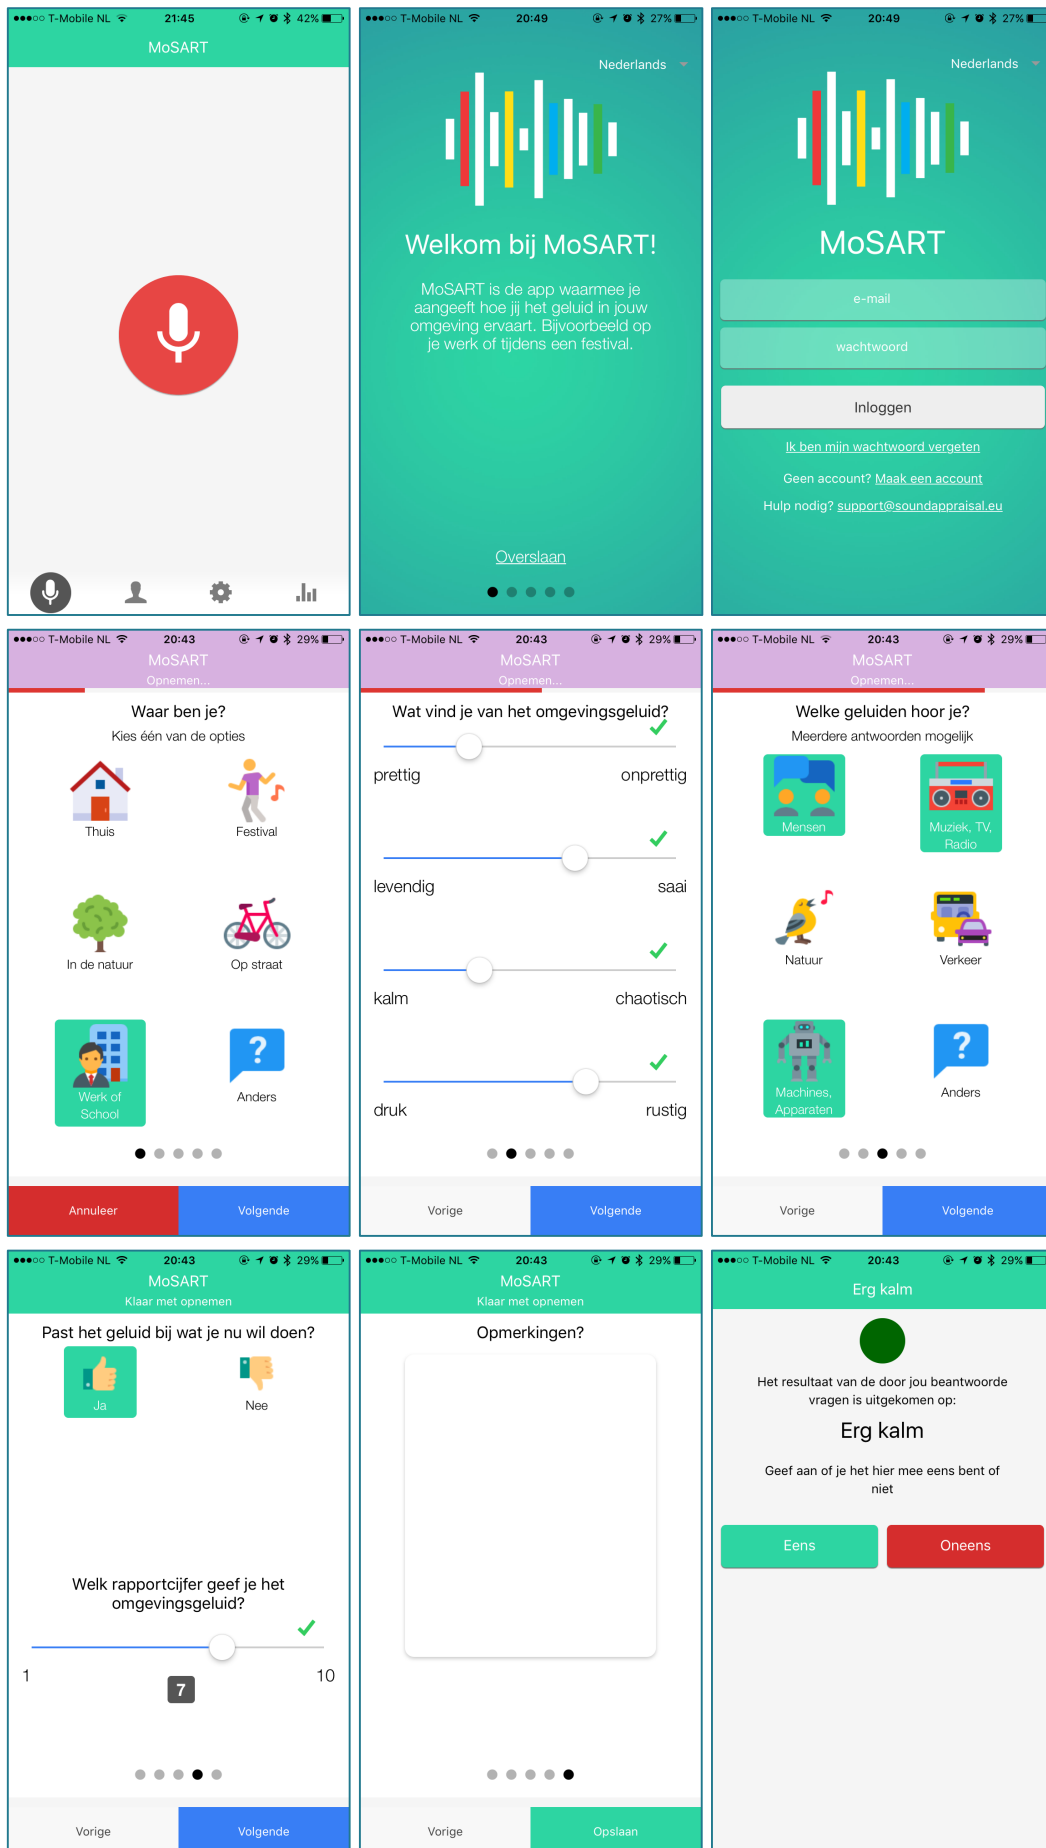 ●●●○○ T-Mobile NL 21:45 42%
MoSART
●●●○○ T-Mobile NL 20:49 27%
Nederlands
Welkom bij MoSART!
MoSART is de app waarmee je
aangeeft hoe jij het geluid in jouw
omgeving ervaart. Bijvoorbeeld op
je werk of tijdens een festival.
Overslaan
●●●○○ T-Mobile NL 20:49 27%
Nederlands
MoSART
e-mail
wachtwoord
Inloggen
Ik ben mijn wachtwoord vergeten
Geen account? Maak een account
Hulp nodig? support@soundappraisal.eu
●●●○○ T-Mobile NL 20:43 29%
MoSART
Opnemen...
Waar ben je?
Kies één van de opties
Thuis
Festival
In de natuur
Op straat
Werk of
School
?
Anders
Annuleer
Volgende
●●●○○ T-Mobile NL 20:43 29%
MoSART
Opnemen...
Wat vind je van het omgevingsgeluid?
prettig onprettig
levendig saai
kalm chaotisch
druk rustig
Vorige
Volgende
●●●○○ T-Mobile NL 20:43 29%
MoSART
Opnemen...
Welke geluiden hoor je?
Meerdere antwoorden mogelijk
Mensen
Muziek, TV,
Radio
Natuur
Verkeer
Machines,
Apparaten
?
Anders
Vorige
Volgende
●●●○○ T-Mobile NL 20:43 29%
MoSART
Klaar met opnemen
Past het geluid bij wat je nu wil doen?
Ja
Nee
Welk rapportcijfer geef je het
omgevingsgeluid?
1 10
7
Vorige
Volgende
●●●○○ T-Mobile NL 20:43 29%
MoSART
Klaar met opnemen
Opmerkingen?
Vorige
Opslaan
●●●○○ T-Mobile NL 20:43 29%
Erg kalm
Het resultaat van de door jou beantwoorde
vragen is uitgekomen op:
Erg kalm
Geef aan of je het hier mee eens bent of
niet
Eens
Oneens